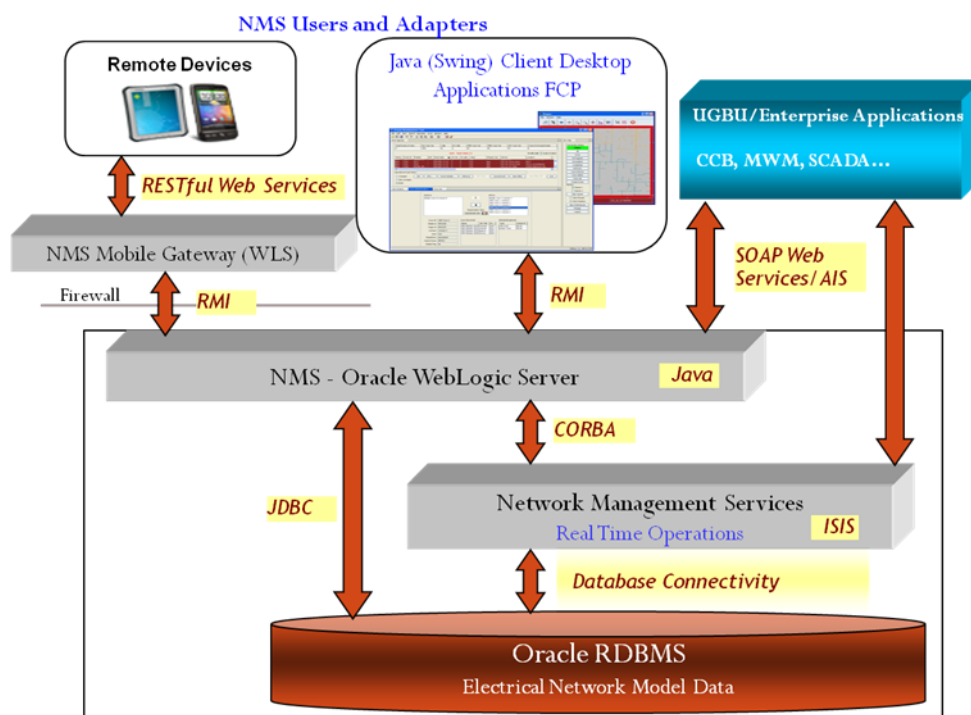 NMS Users and Adapters
Remote Devices
Java (Swing) Client Desktop
Applications FCP
UGBU/Enterprise Applications
CCB, MWM, SCADA...
RESTful Web Services
NMS Mobile Gateway (WLS)
SOAP Web
Services/ AIS
Firewall
RMI
RMI
NMS - Oracle WebLogic Server
Java
CORBA
JDBC
Network Management Services
Real Time Operations
ISIS
Database Connectivity
Oracle RDBMS
Electrical Network Model Data